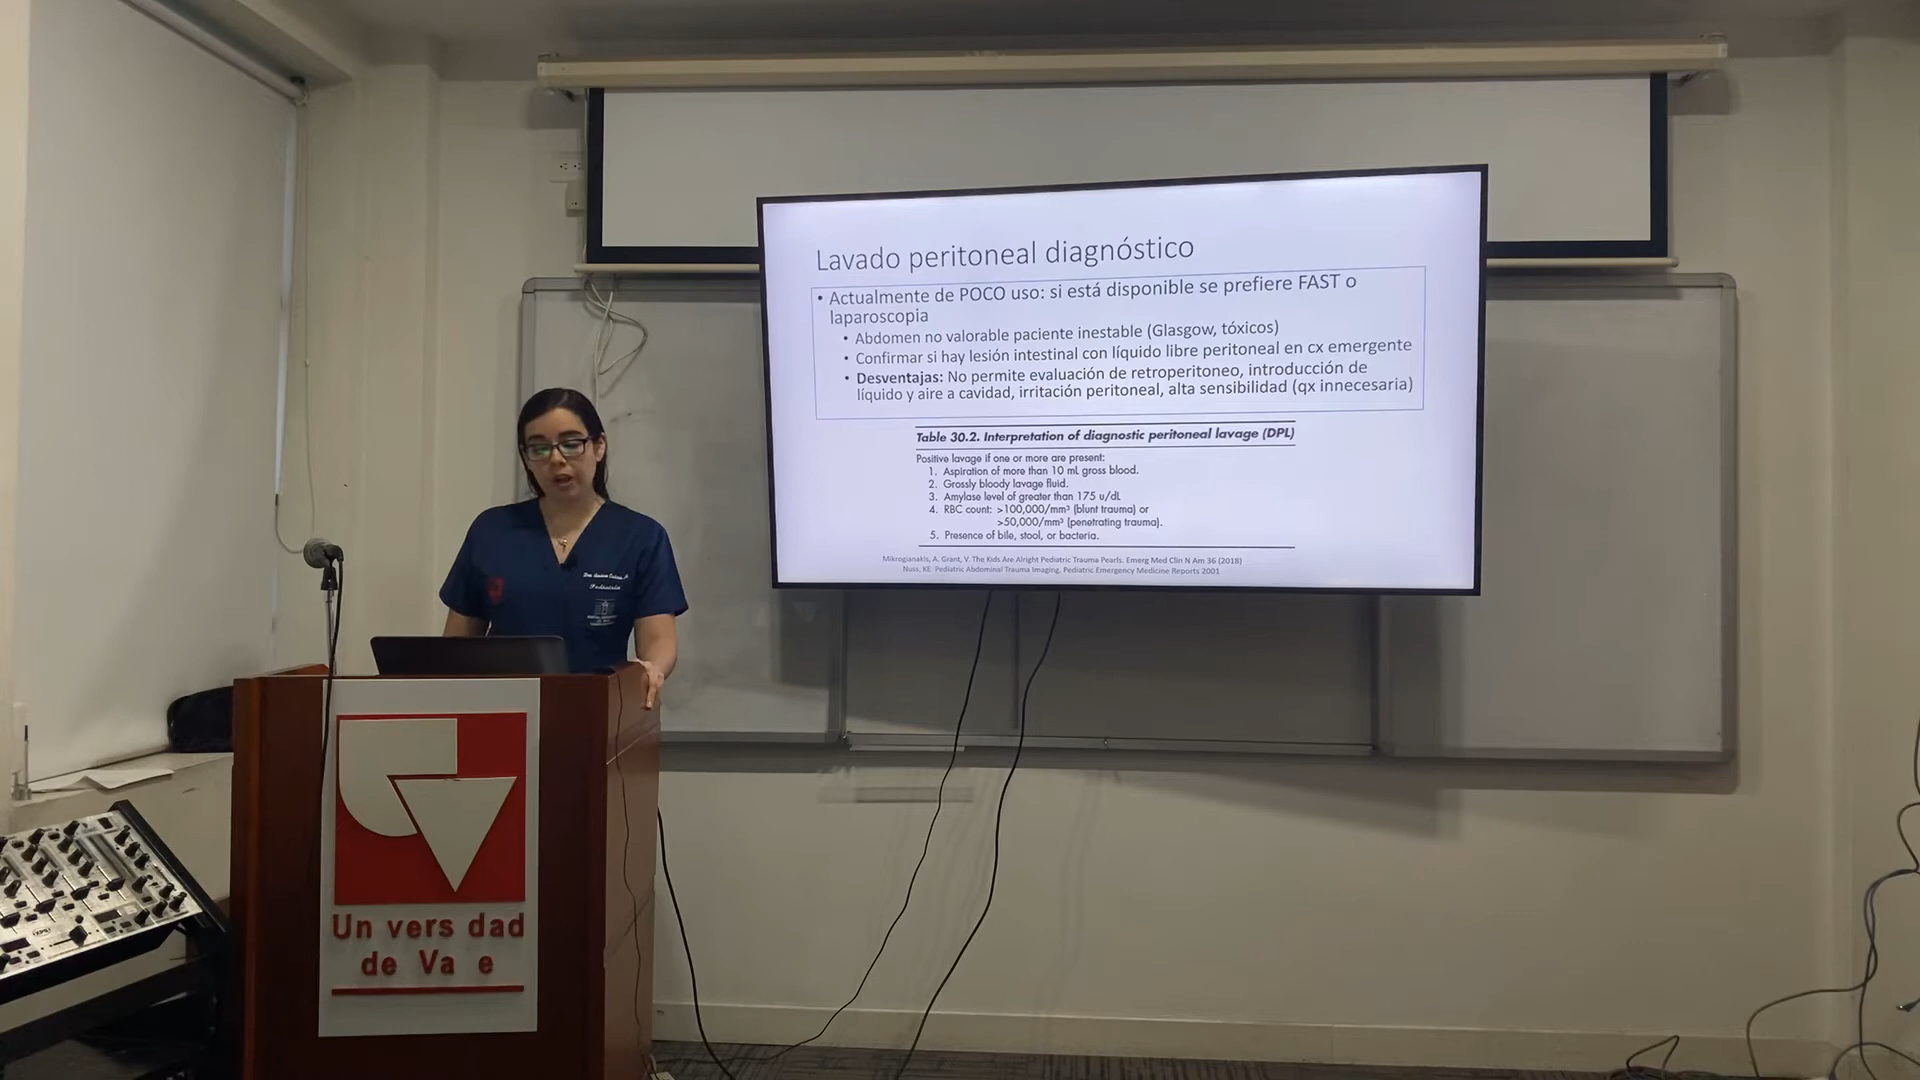 Lavado peritoneal diagnóstico
• Actualmente de POCO uso: si está disponible se prefiere FAST o
laparoscopia
• Abdomen no valorable paciente inestable (Glasgow, tóxicos)
• Confirmar si hay lesión intestinal con líquido libre peritoneal en cx emergente
• Desventajas: No permite evaluación de retroperitoneo, introducción de
líquido y aire a cavidad, irritación peritoneal, alta sensibilidad (qx innecesaria)
Table 30.2. Interpretation of diagnostic peritoneal lavage (DPL)
Positive lavage if one or more are present:
1. Aspiration of more than 10 mL gross blood.
2. Grossly bloody lavage fluid.
3. Amylase level of greater than 175 u/dL
4. RBC count: >100,000/mm³ (blunt trauma) or
>50,000/mm³ (penetrating trauma).
5. Presence of bile, stool, or bacteria.
Mikrogianakis, A. Grant, V. The Kids Are Alright Pediatric Trauma Pearls. Emerg Med Clin N Am 36 (2018)
Nuss, KE. Pediatric Abdominal Trauma Imaging. Pediatric Emergency Medicine Reports 2001
Pediatría
Un vers dad
de Va e